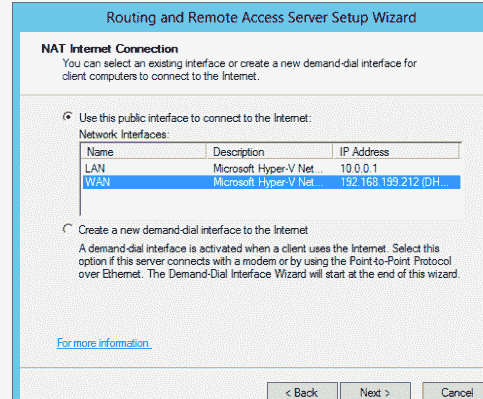 Routing and Remote Access Server Setup Wizard
NAT Internet Connection
You can select an existing interface or create a new demand-dial interface for
client computers to connect to the Internet.
Use this public interface to connect to the Internet:
Network Interfaces:
Name Description IP Address
LAN Microsoft Hyper-V Net... 10.0.0.1
WAN Microsoft Hyper-V Net... 192.168.199.212 (DH...
Create a new demand-dial interface to the Internet
A demand-dial interface is activated when a client uses the Internet. Select this
option if this server connects with a modem or by using the Point-to-Point Protocol
over Ethernet. The Demand-Dial Interface Wizard will start at the end of this wizard.
For more information
< Back Next > Cancel